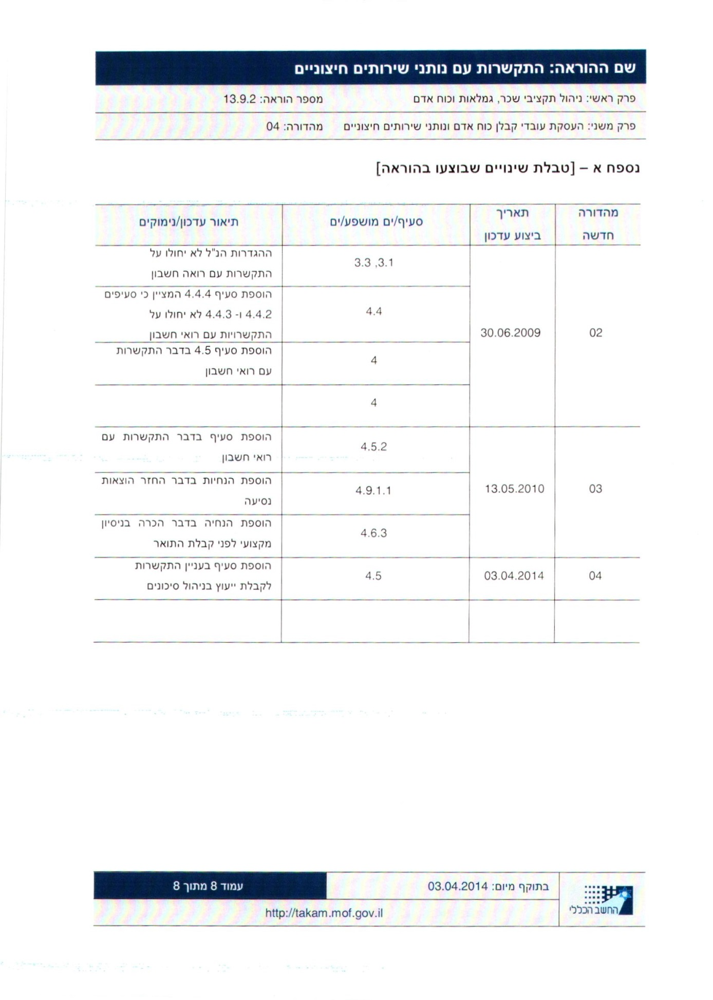 שם ההוראה: התקשרות עם נותני שירותים חיצוניים
פרק ראשי: ניהול תקציבי שכר, גמלאות וכוח אדם מספר הוראה: 13.9.2
פרק משני: העסקת עובדי קבלן כוח אדם ונותני שירותים חיצוניים מהדורה: 04
נספח א – [טבלת שינויים שבוצעו בהוראה]
מהדורה
חדשה
תאריך
ביצוע עדכון
סעיף/ים מושפע/ים
תיאור עדכון/נימוקים
02
30.06.2009
3.1, 3.3
ההגדרות הנ"ל לא יחולו על
התקשרות עם רואה חשבון
4.4
הוספת סעיף 4.4.4 המציין כי סעיפים
4.4.2 ו- 4.4.3 לא יחולו על
התקשרויות עם רואי חשבון
4
הוספת סעיף 4.5 בדבר התקשרות
עם רואי חשבון
4
03
13.05.2010
4.5.2
הוספת סעיף בדבר התקשרות עם
רואי חשבון
4.9.1.1
הוספת הנחיות בדבר החזר הוצאות
נסיעה
4.6.3
הוספת הנחיה בדבר הכרה בניסיון
מקצועי לפני קבלת התואר
04
03.04.2014
4.5
הוספת סעיף בעניין התקשרות
לקבלת ייעוץ בניהול סיכונים
החשב הכללי
בתוקף מיום: 03.04.2014
עמוד 8 מתוך 8
http://takam.mof.gov.il